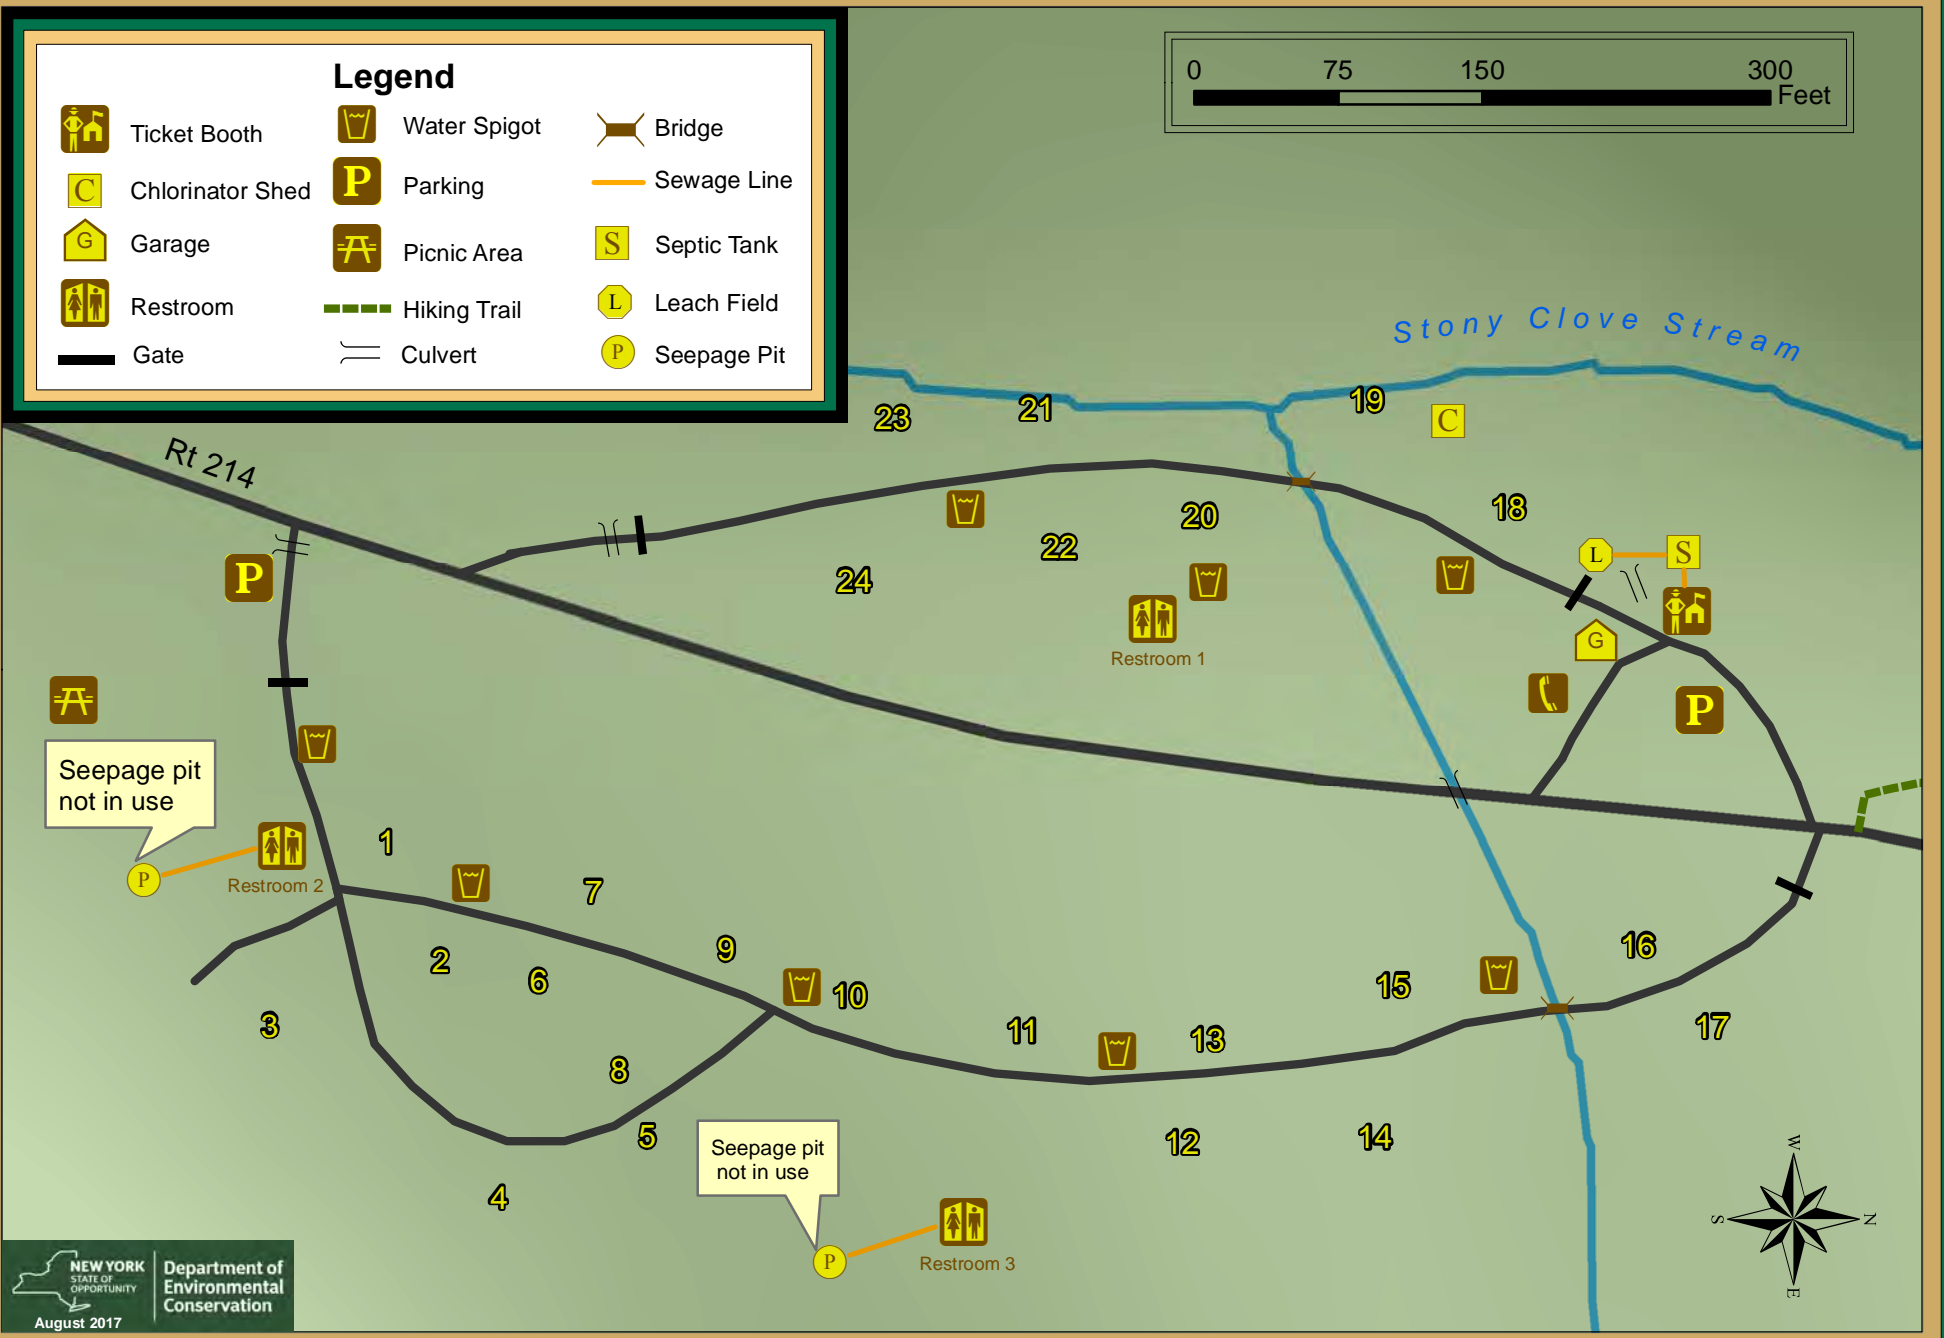 Legend
Ticket Booth
Water Spigot
Bridge
C
Chlorinator Shed
P
Parking
Sewage Line
G
Garage
Picnic Area
S
Septic Tank
Restroom
Hiking Trail
L
Leach Field
Gate
Culvert
P
Seepage Pit
0 75 150 300
Feet
Stony Clove Stream
19
21
23
C
Rt 214
18
20
22
24
L
S
P
Restroom 1
G
P
Seepage pit
not in use
P
Restroom 2
1
7
2
6
9
10
3
8
5
4
11
13
15
16
17
12
14
Seepage pit
not in use
P
Restroom 3
W
S
N
E
NEW YORK
STATE OF
OPPORTUNITY
Department of
Environmental
Conservation
August 2017